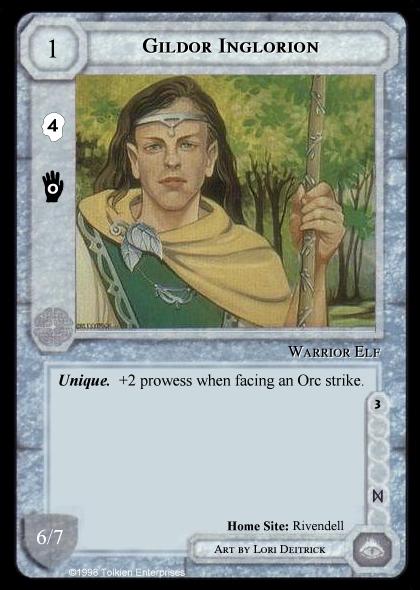 1
GILDOR INGLORION
4
WARRIOR ELF
Unique. +2 prowess when facing an Orc strike.
3
ᛞ
Home Site: Rivendell
6/7
ART BY LORI DEITRICK
©1998 Tolkien Enterprises